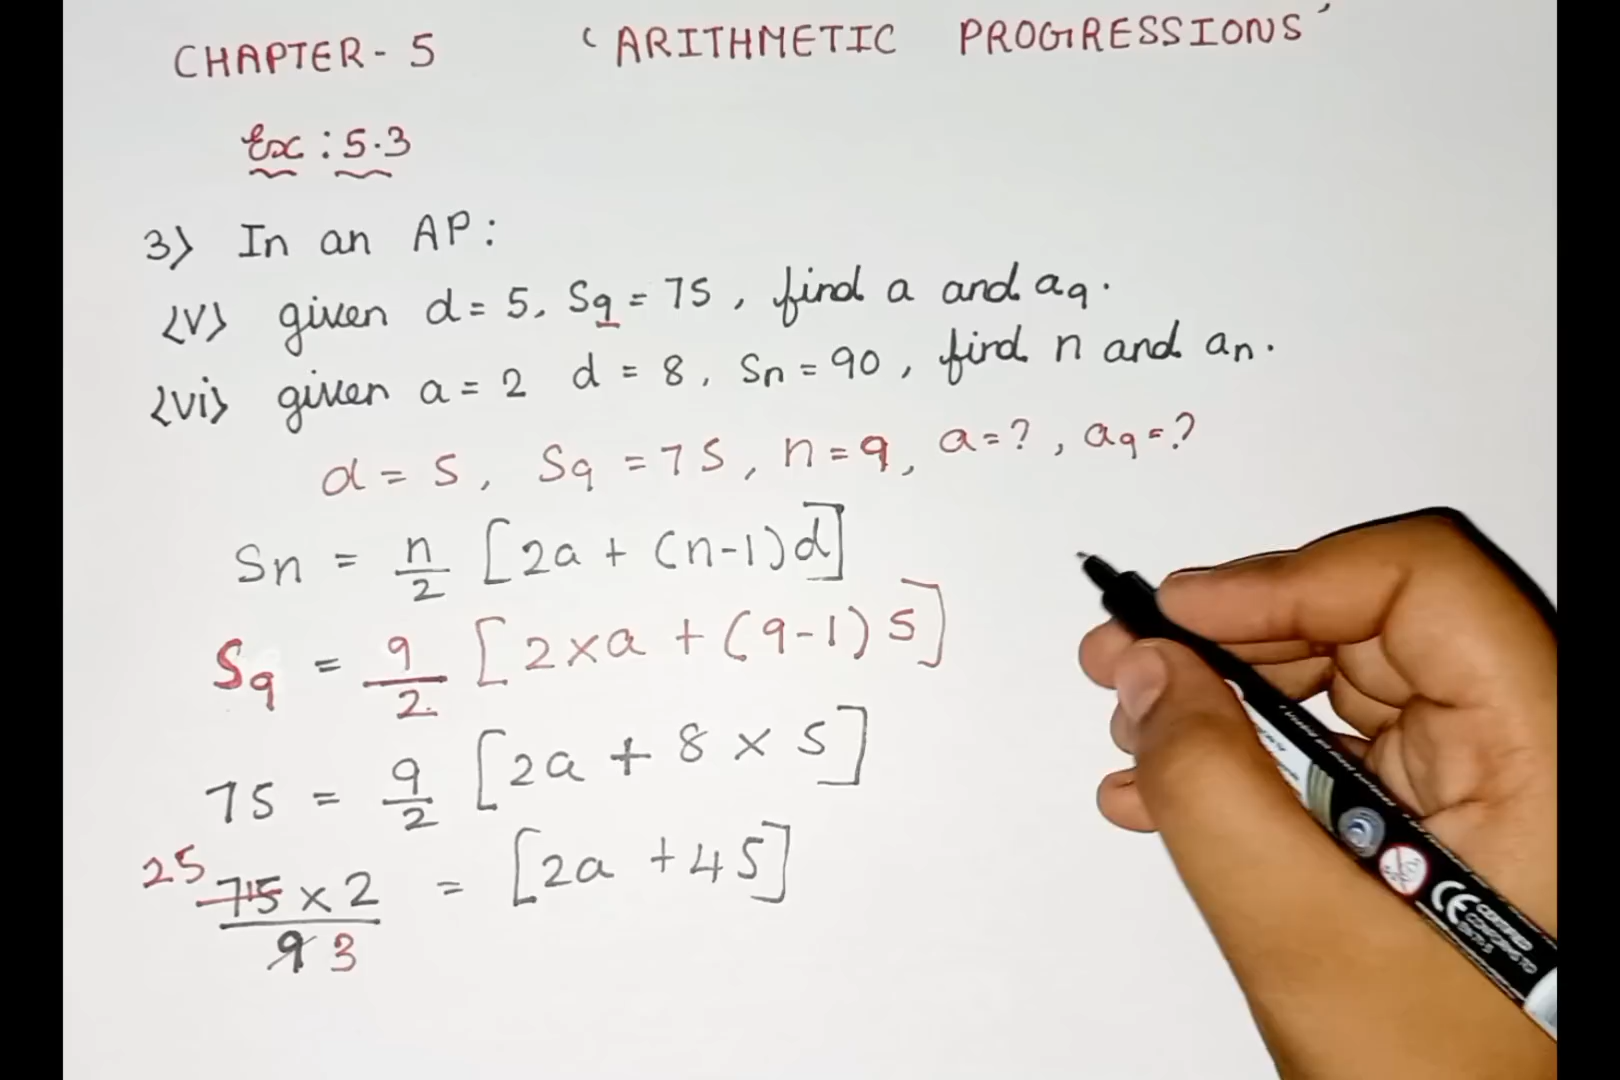 CHAPTER-5 ‘ARITHMETIC PROGRESSIONS’
Ex : 5.3
3) In an AP:
(v) given d = 5, S9 = 75, find a and a9.
(vi) given a = 2 d = 8, Sn = 90, find n and an.
d = 5, S9 = 75, n = 9, a = ?, a9 = ?
Sn = n/2 [2a + (n-1)d]
S9 = 9/2 [2×a + (9-1)5]
75 = 9/2 [2a + 8 × 5]
25
75 × 2 / 9 3 = [2a + 45]
CE